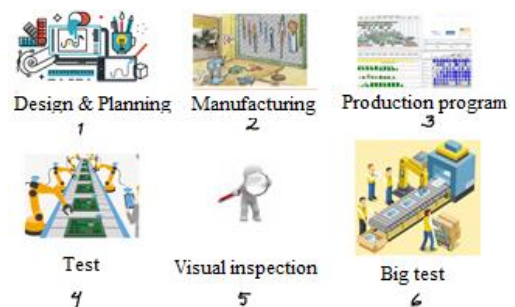 Design & Planning
Manufacturing
Production program
1
2
3
Test
Visual inspection
Big test
4
5
6